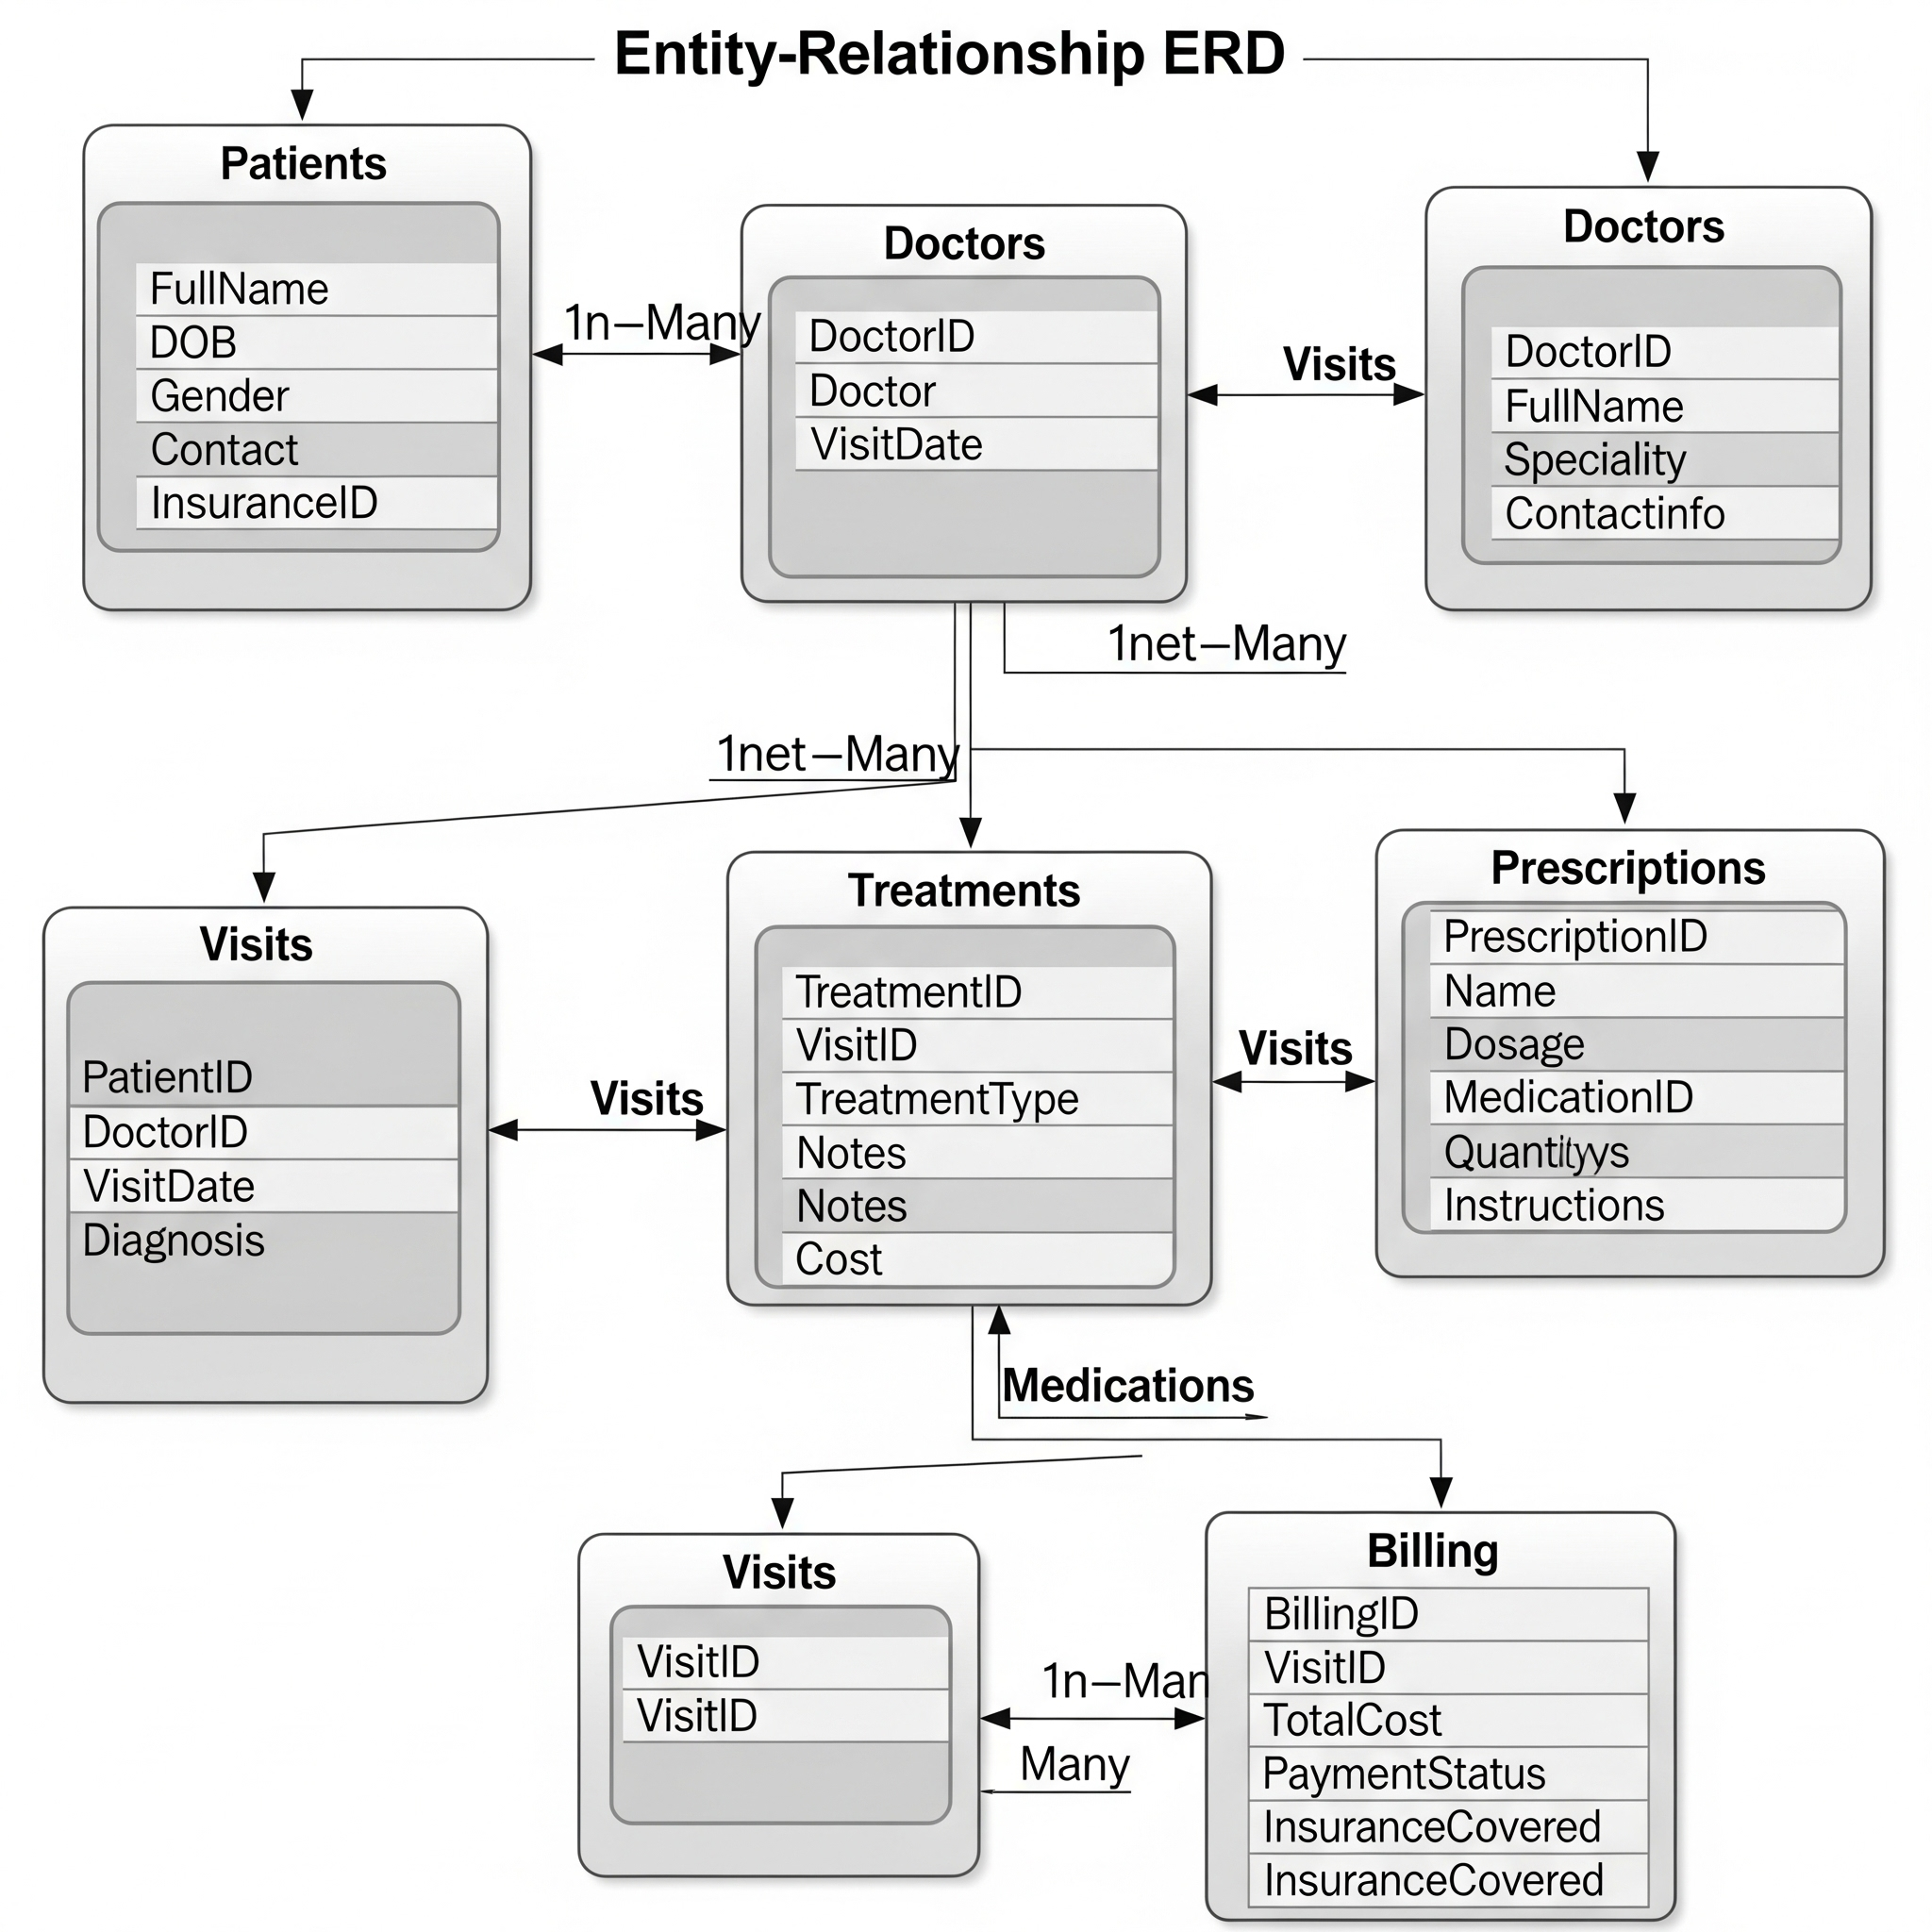 Entity-Relationship ERD
Patients
FullName
DOB
Gender
Contact
InsuranceID
1n–Many
Doctors
DoctorID
Doctor
VisitDate
Visits
Doctors
DoctorID
FullName
Speciality
Contactinfo
1net–Many
1net–Many
Visits
PatientID
DoctorID
VisitDate
Diagnosis
Visits
Treatments
TreatmentID
VisitID
TreatmentType
Notes
Notes
Cost
Visits
Prescriptions
PrescriptionID
Name
Dosage
MedicationID
Quantityys
Instructions
Medications
Visits
VisitID
VisitID
1n–Man
Many
Billing
BillingID
VisitID
TotalCost
PaymentStatus
InsuranceCovered
InsuranceCovered